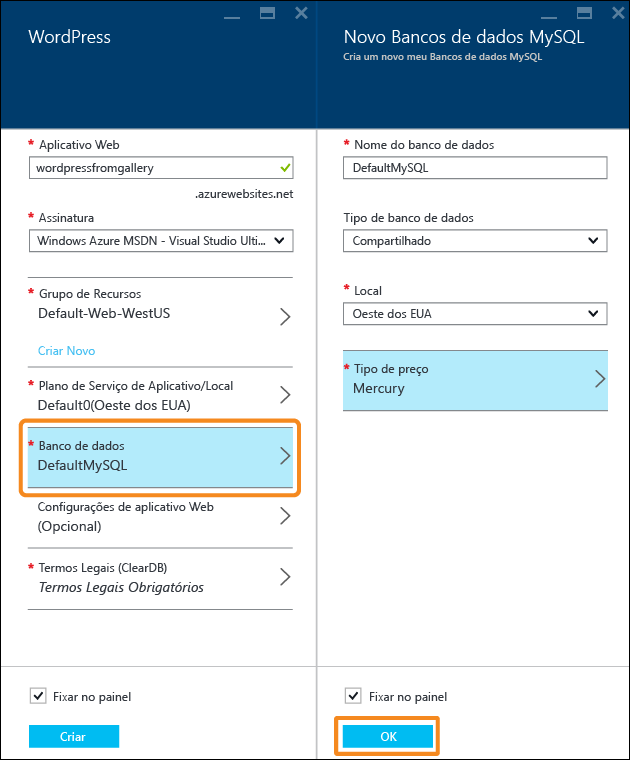 WordPress
* Aplicativo Web
wordpressfromgallery
.azurewebsites.net
* Assinatura
Windows Azure MSDN - Visual Studio Ulti...
* Grupo de Recursos
Default-Web-WestUS
Criar Novo
* Plano de Serviço de Aplicativo/Local
Default0(Oeste dos EUA)
* Banco de dados
DefaultMySQL
Configurações de aplicativo Web
(Opcional)
* Termos Legais (ClearDB)
Termos Legais Obrigatórios
Fixar no painel
Criar
Novo Bancos de dados MySQL
Cria um novo meu Bancos de dados MySQL
* Nome do banco de dados
DefaultMySQL
Tipo de banco de dados
Compartilhado
* Local
Oeste dos EUA
* Tipo de preço
Mercury
Fixar no painel
OK